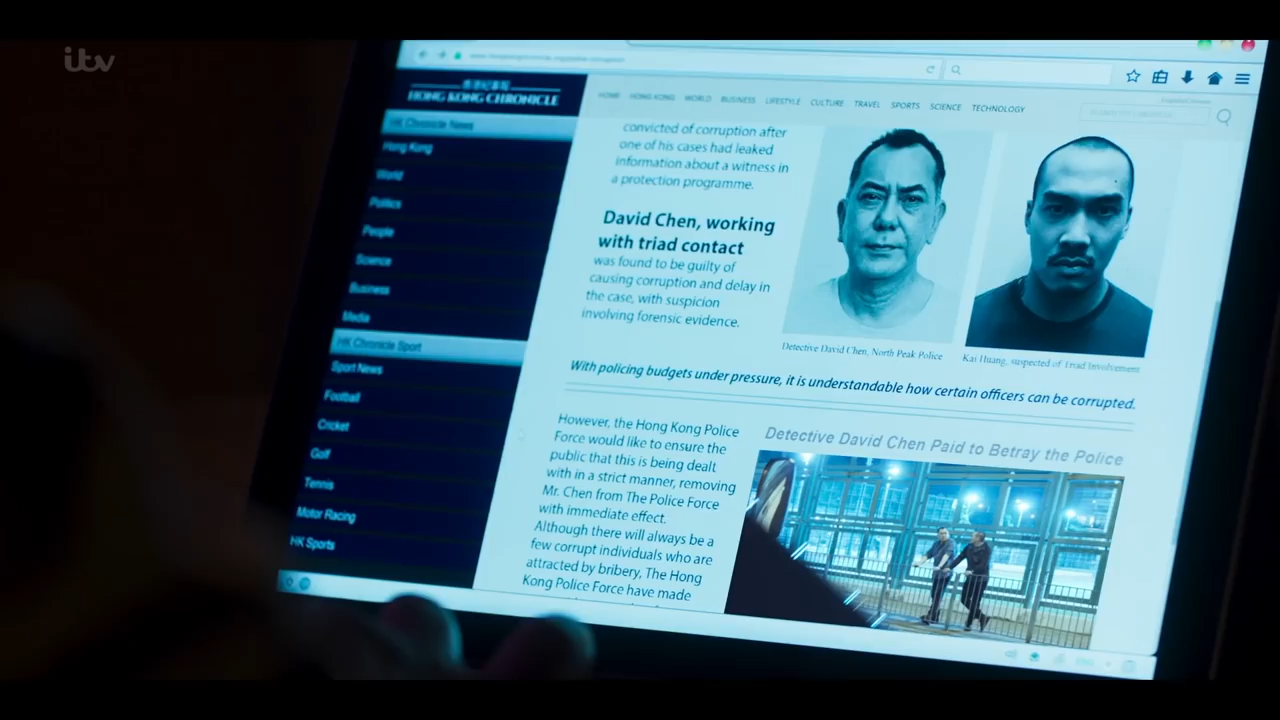 itv
HONG KONG CHRONICLE
HOME HONG KONG WORLD BUSINESS LIFESTYLE CULTURE TRAVEL SPORTS SCIENCE TECHNOLOGY
HK Chronicle News
Hong Kong
World
Politics
People
Science
Business
Media
HK Chronicle Sport
Sport News
Football
Cricket
Golf
Tennis
Motor Racing
HK Sports
convicted of corruption after
one of his cases had leaked
information about a witness in
a protection programme.
David Chen, working
with triad contact
was found to be guilty of
causing corruption and delay in
the case, with suspicion
involving forensic evidence.
Detective David Chen, North Peak Police
Kai Huang, suspected of Triad Involvement
With policing budgets under pressure, it is understandable how certain officers can be corrupted.
However, the Hong Kong Police
Force would like to ensure the
public that this is being dealt
with in a strict manner, removing
Mr. Chen from The Police Force
with immediate effect.
Although there will always be a
few corrupt individuals who are
attracted by bribery, The Hong
Kong Police Force have made
Detective David Chen Paid to Betray the Police